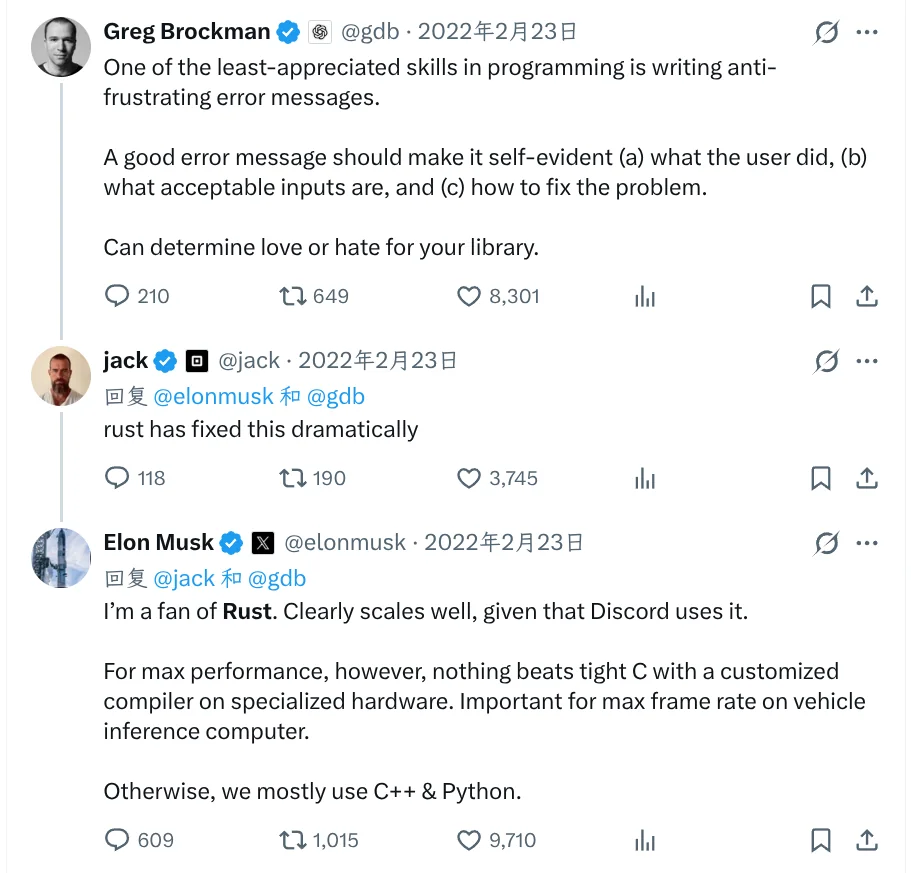 Greg Brockman @gdb · 2022年2月23日
One of the least-appreciated skills in programming is writing anti-
frustrating error messages.
A good error message should make it self-evident (a) what the user did, (b)
what acceptable inputs are, and (c) how to fix the problem.
Can determine love or hate for your library.
210 649 8,301
jack @jack · 2022年2月23日
回复 @elonmusk 和 @gdb
rust has fixed this dramatically
118 190 3,745
Elon Musk @elonmusk · 2022年2月23日
回复 @jack 和 @gdb
I’m a fan of Rust. Clearly scales well, given that Discord uses it.
For max performance, however, nothing beats tight C with a customized
compiler on specialized hardware. Important for max frame rate on vehicle
inference computer.
Otherwise, we mostly use C++ & Python.
609 1,015 9,710